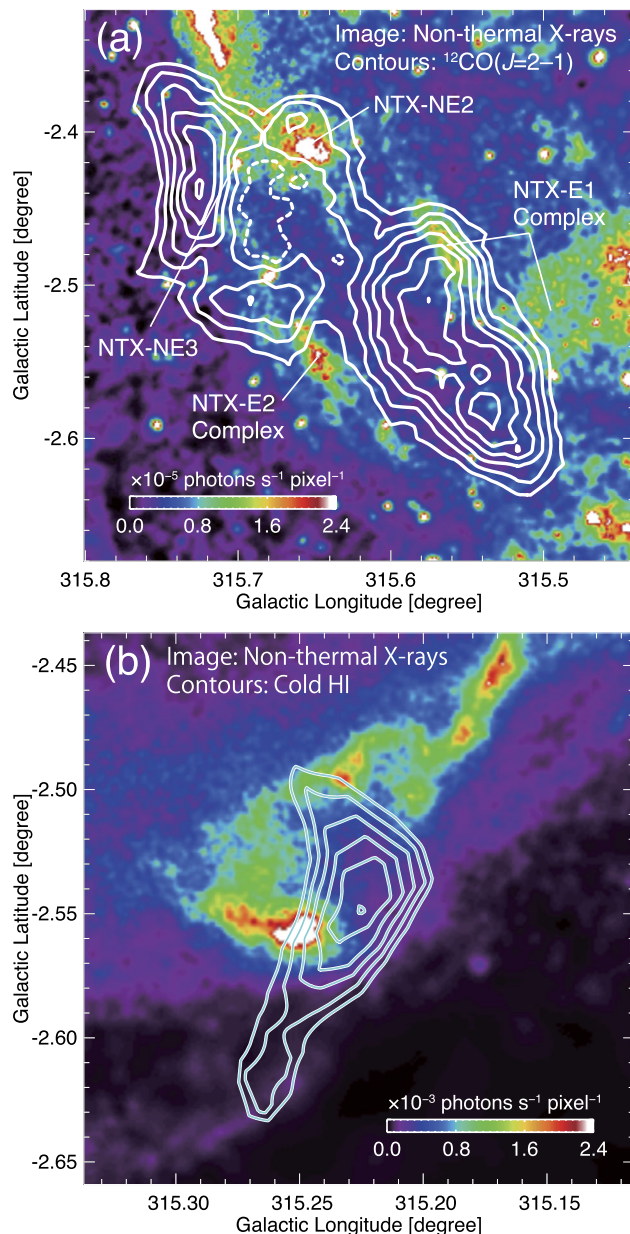 (a)
Image: Non-thermal X-rays
Contours: ¹²CO(J=2–1)
NTX-NE2
NTX-E1
Complex
NTX-NE3
NTX-E2
Complex
×10⁻⁵ photons s⁻¹ pixel⁻¹
0.0 0.8 1.6 2.4
-2.4
-2.5
-2.6
Galactic Latitude [degree]
315.8 315.7 315.6 315.5
Galactic Longitude [degree]
(b)
Image: Non-thermal X-rays
Contours: Cold HI
-2.45
-2.50
-2.55
-2.60
-2.65
Galactic Latitude [degree]
×10⁻³ photons s⁻¹ pixel⁻¹
0.0 0.8 1.6 2.4
315.30 315.25 315.20 315.15
Galactic Longitude [degree]